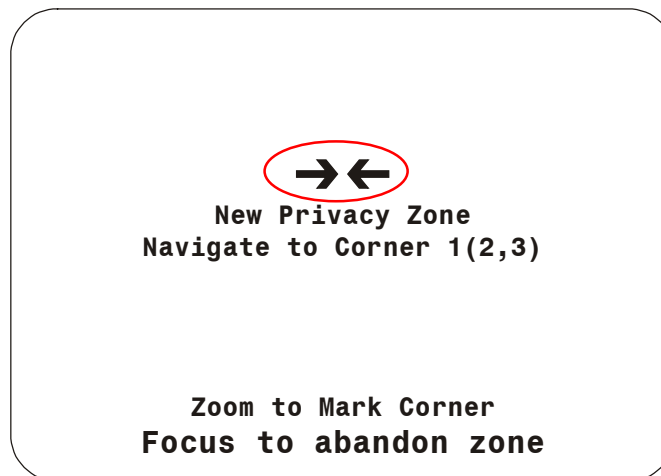 New Privacy Zone
Navigate to Corner 1(2,3)
Zoom to Mark Corner
Focus to abandon zone